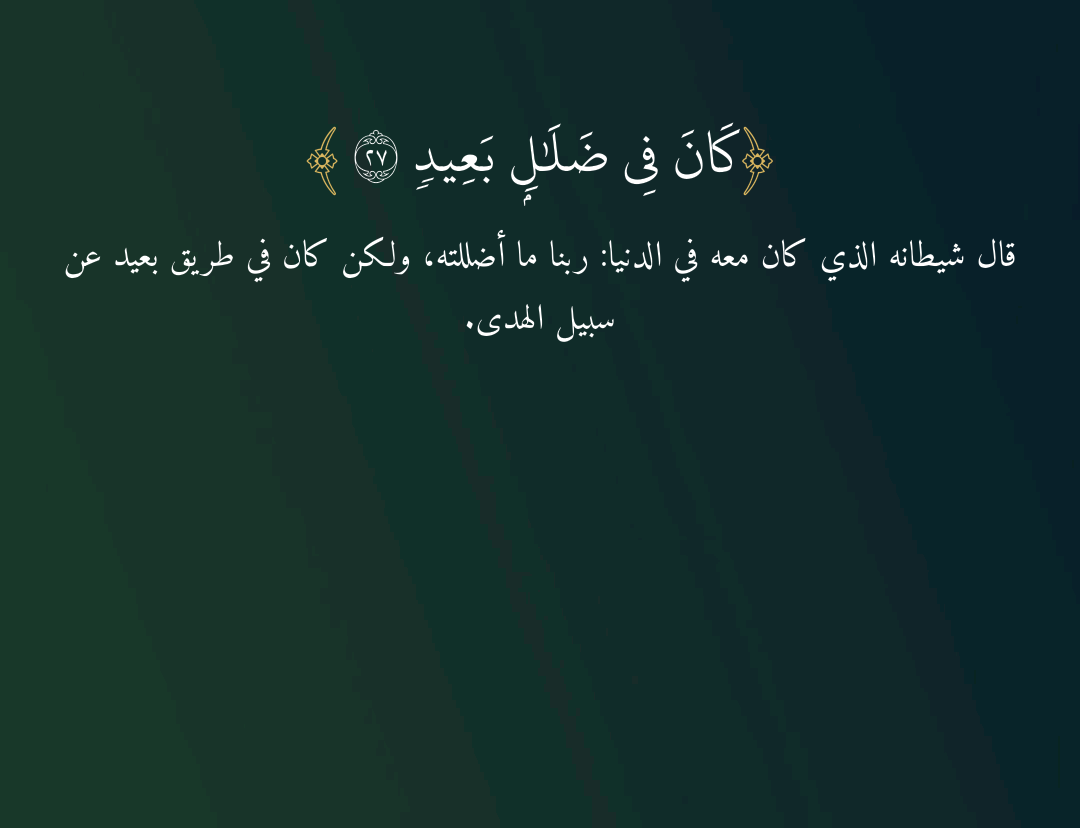 ﴿كَانَ فِى ضَلَـٰلِۭ بَعِيدٍۢ ٢٧ ﴾
قال شيطانه الذي كان معه في الدنيا: ربنا ما أضللته، ولكن كان في طريق بعيد عن
سبيل الهدى.